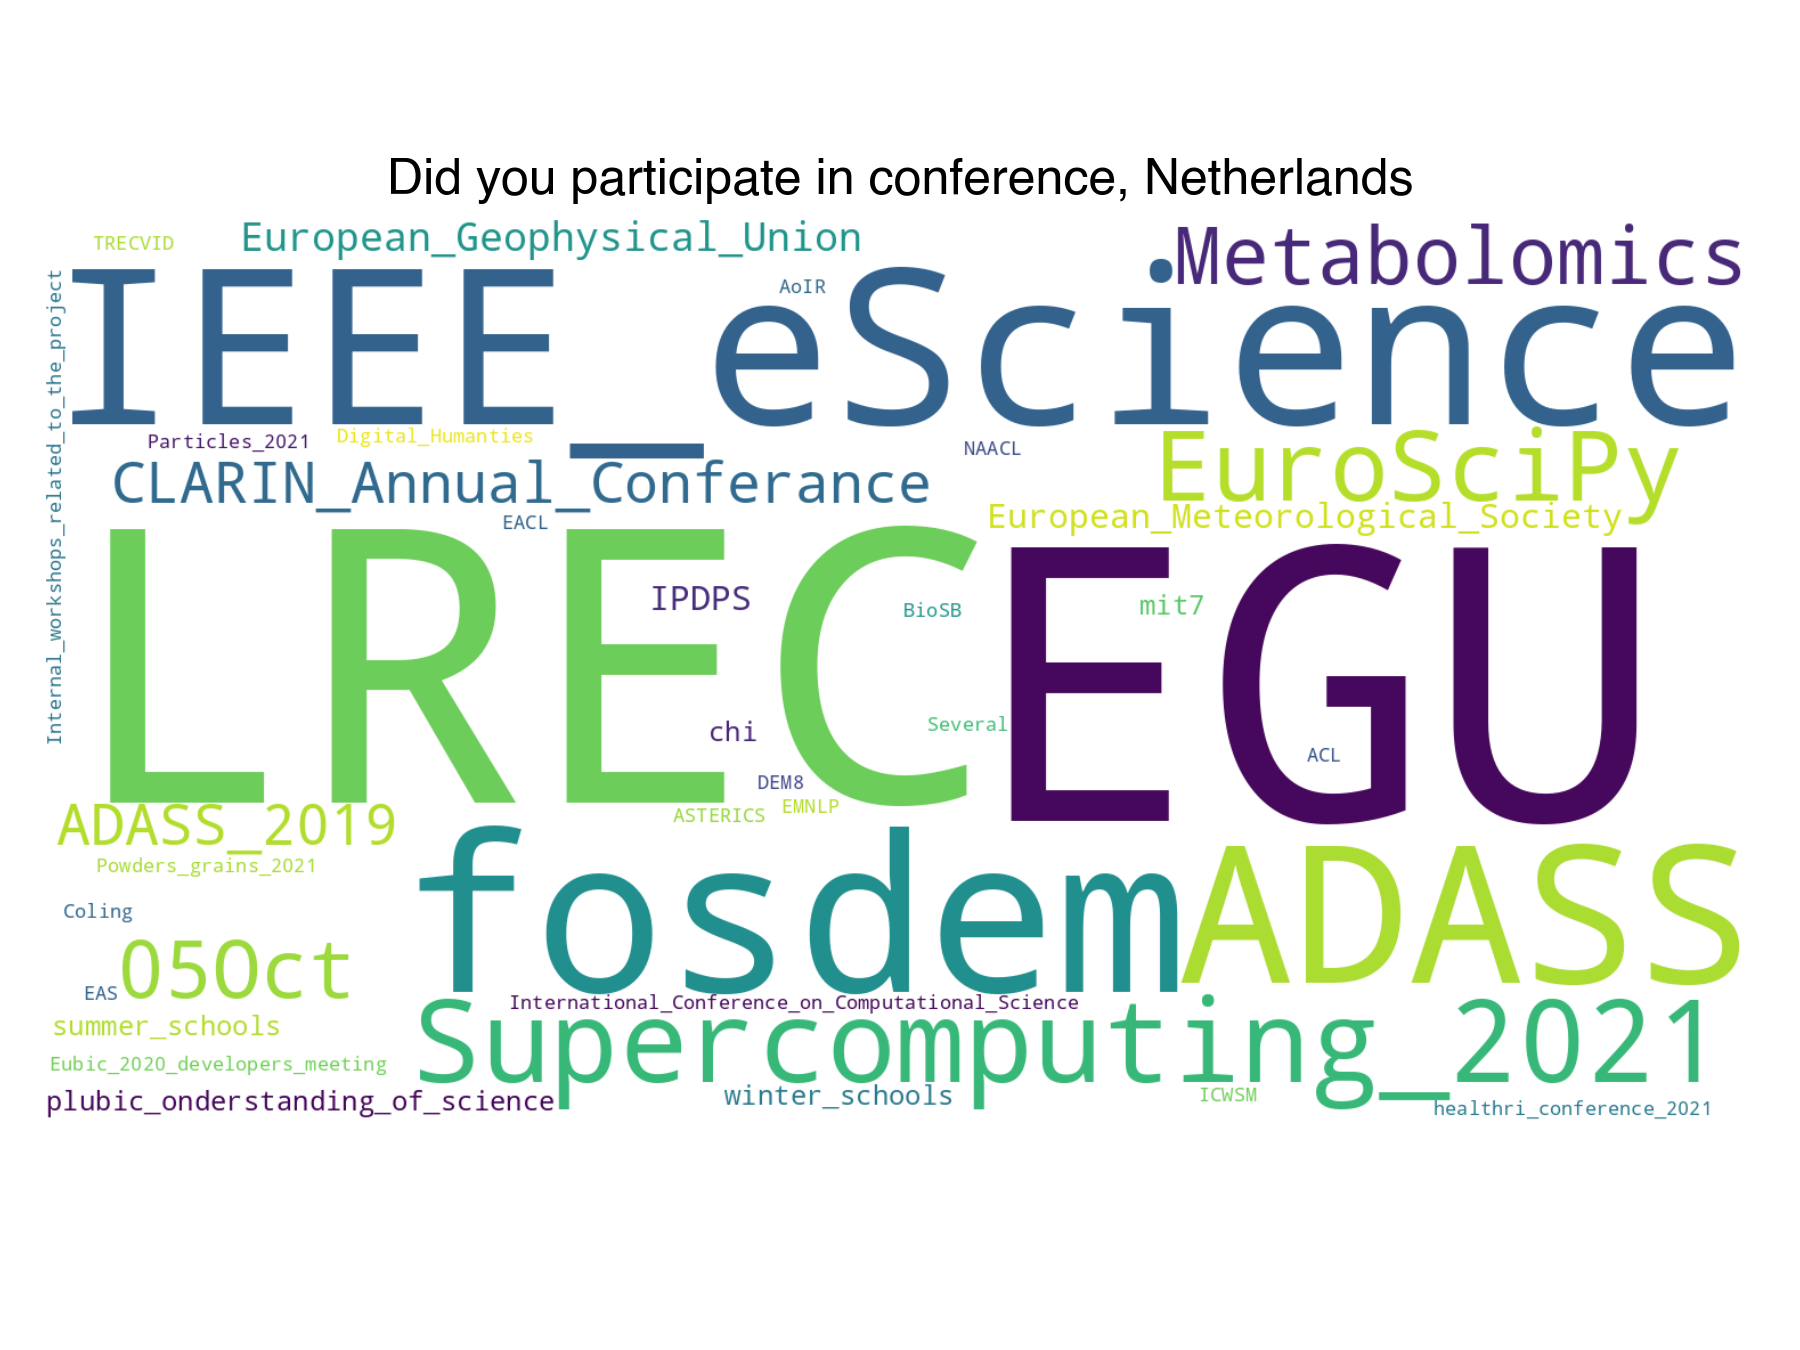 Did you participate in conference, Netherlands
TRECVID
European_Geophysical_Union
Metabolomics
AoIR
IEEE_eScience
Internal_workshops_related_to_the_project
Particles_2021
Digital_Humanties
NAACL
EuroSciPy
CLARIN_Annual_Conferance
EACL
European_Meteorological_Society
LREC
EGU
IPDPS
BioSB
mit7
chi
Several
ACL
DEM8
EMNLP
ASTERICS
ADASS_2019
Powders_grains_2021
fosdem
ADASS
Coling
05Oct
EAS
International_Conference_on_Computational_Science
summer_schools
Supercomputing_2021
Eubic_2020_developers_meeting
plubic_onderstanding_of_science
winter_schools
ICWSM
healthri_conference_2021